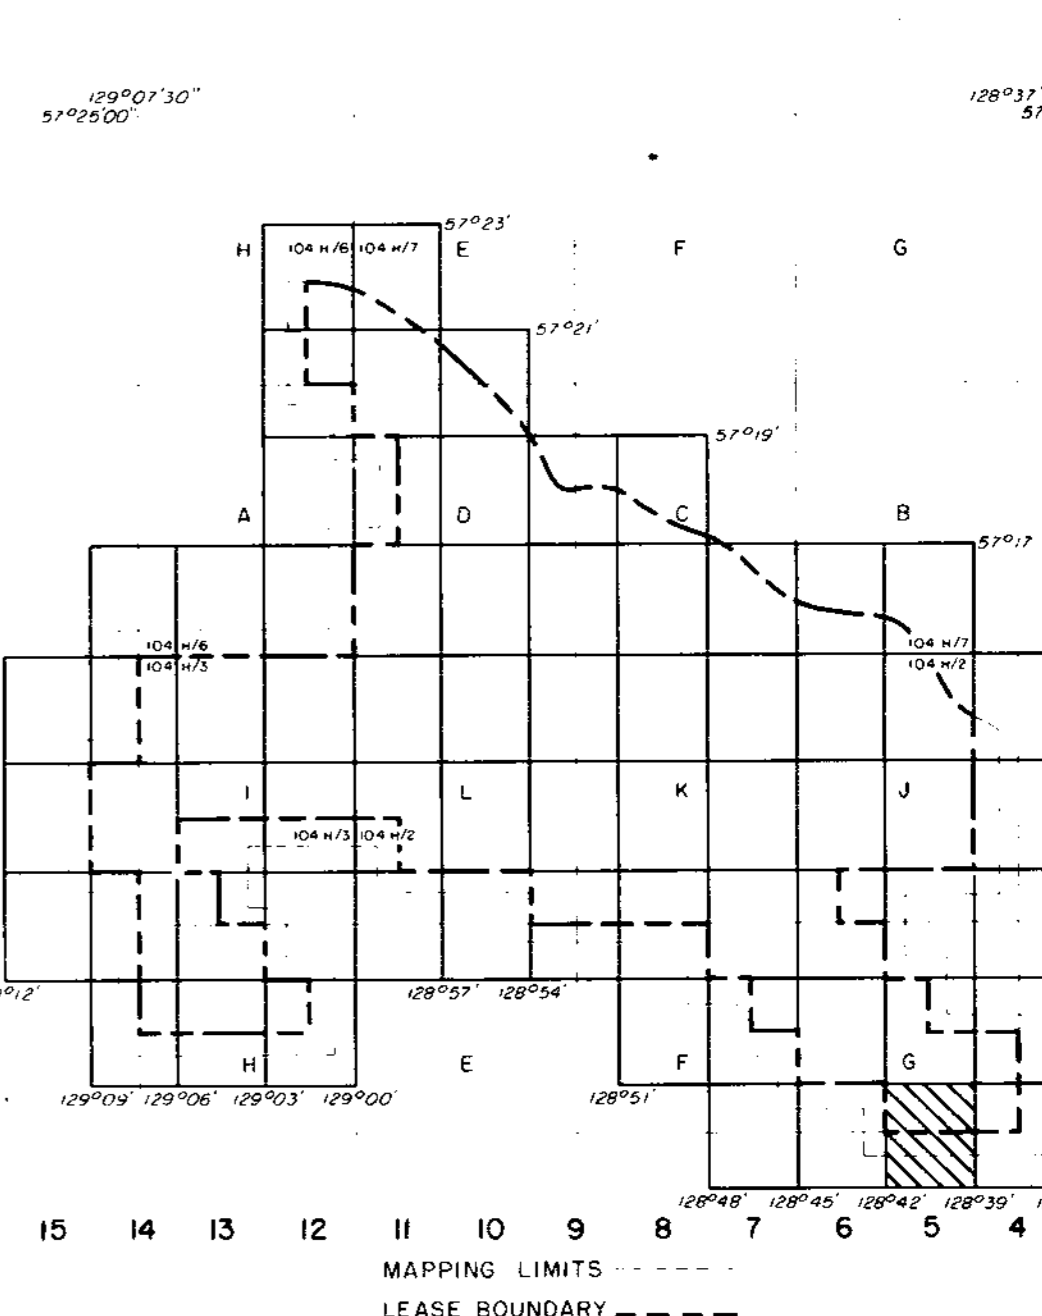 129°07'30"
128°37'
57°25'00"
57
57°23'
H 104 H/6 104 H/7 E F G
57°21'
57°19'
A D C B
57°17
104 H/6 104 H/7
104 H/3 104 H/2
I L K J
104 H/3 104 H/2
°12' 128°57' 128°54'
H E F G
129°09' 129°06' 129°03' 129°00' 128°51'
128°48' 128°45' 128°42' 128°39'
15 14 13 12 11 10 9 8 7 6 5 4
MAPPING LIMITS
LEASE BOUNDARY